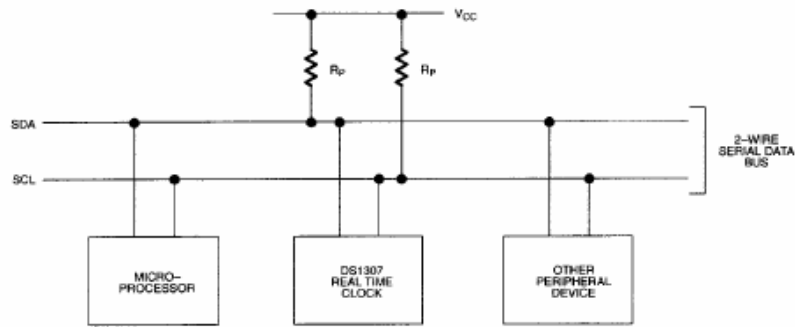 VCC
RP
RP
SDA
SCL
2-WIRE
SERIAL DATA
BUS
MICRO-
PROCESSOR
DS1307
REAL TIME
CLOCK
OTHER
PERIPHERAL
DEVICE